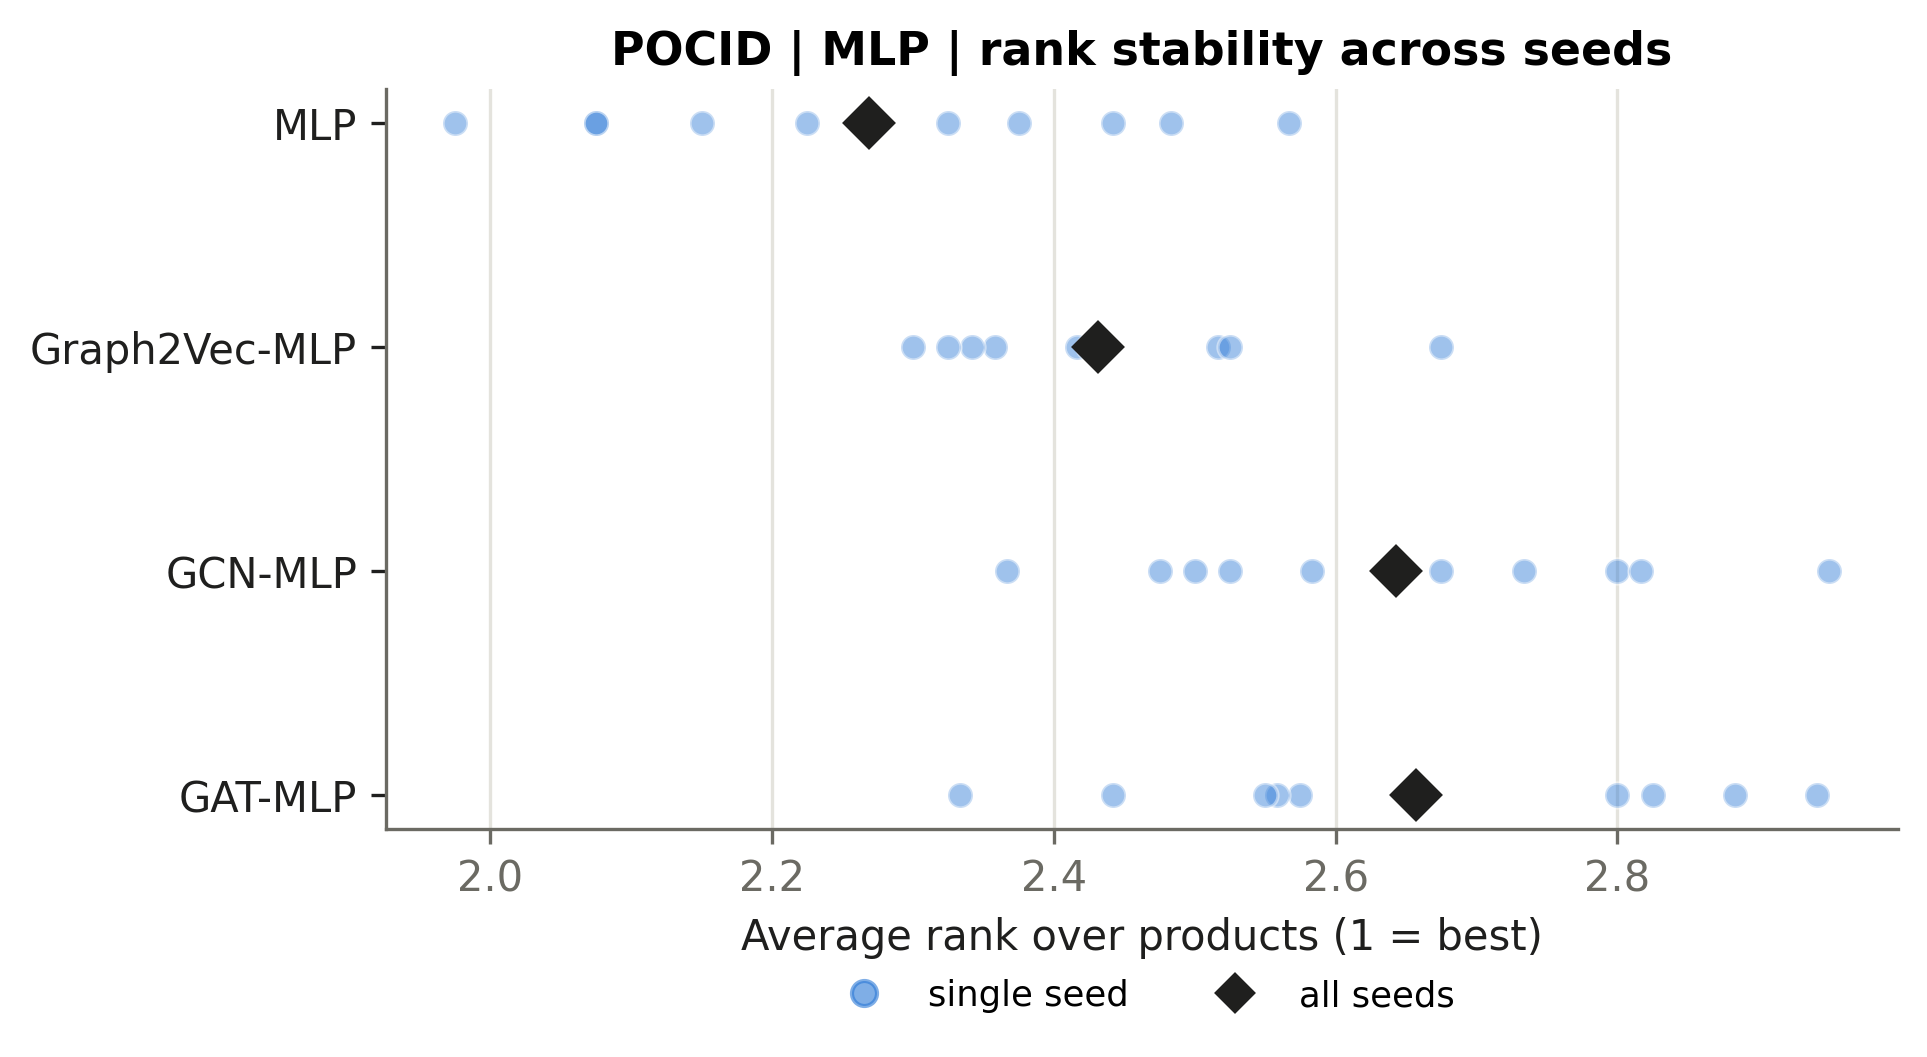 POCID | MLP | rank stability across seeds
MLP
Graph2Vec-MLP
GCN-MLP
GAT-MLP
2.0 2.2 2.4 2.6 2.8
Average rank over products (1 = best)
single seed all seeds